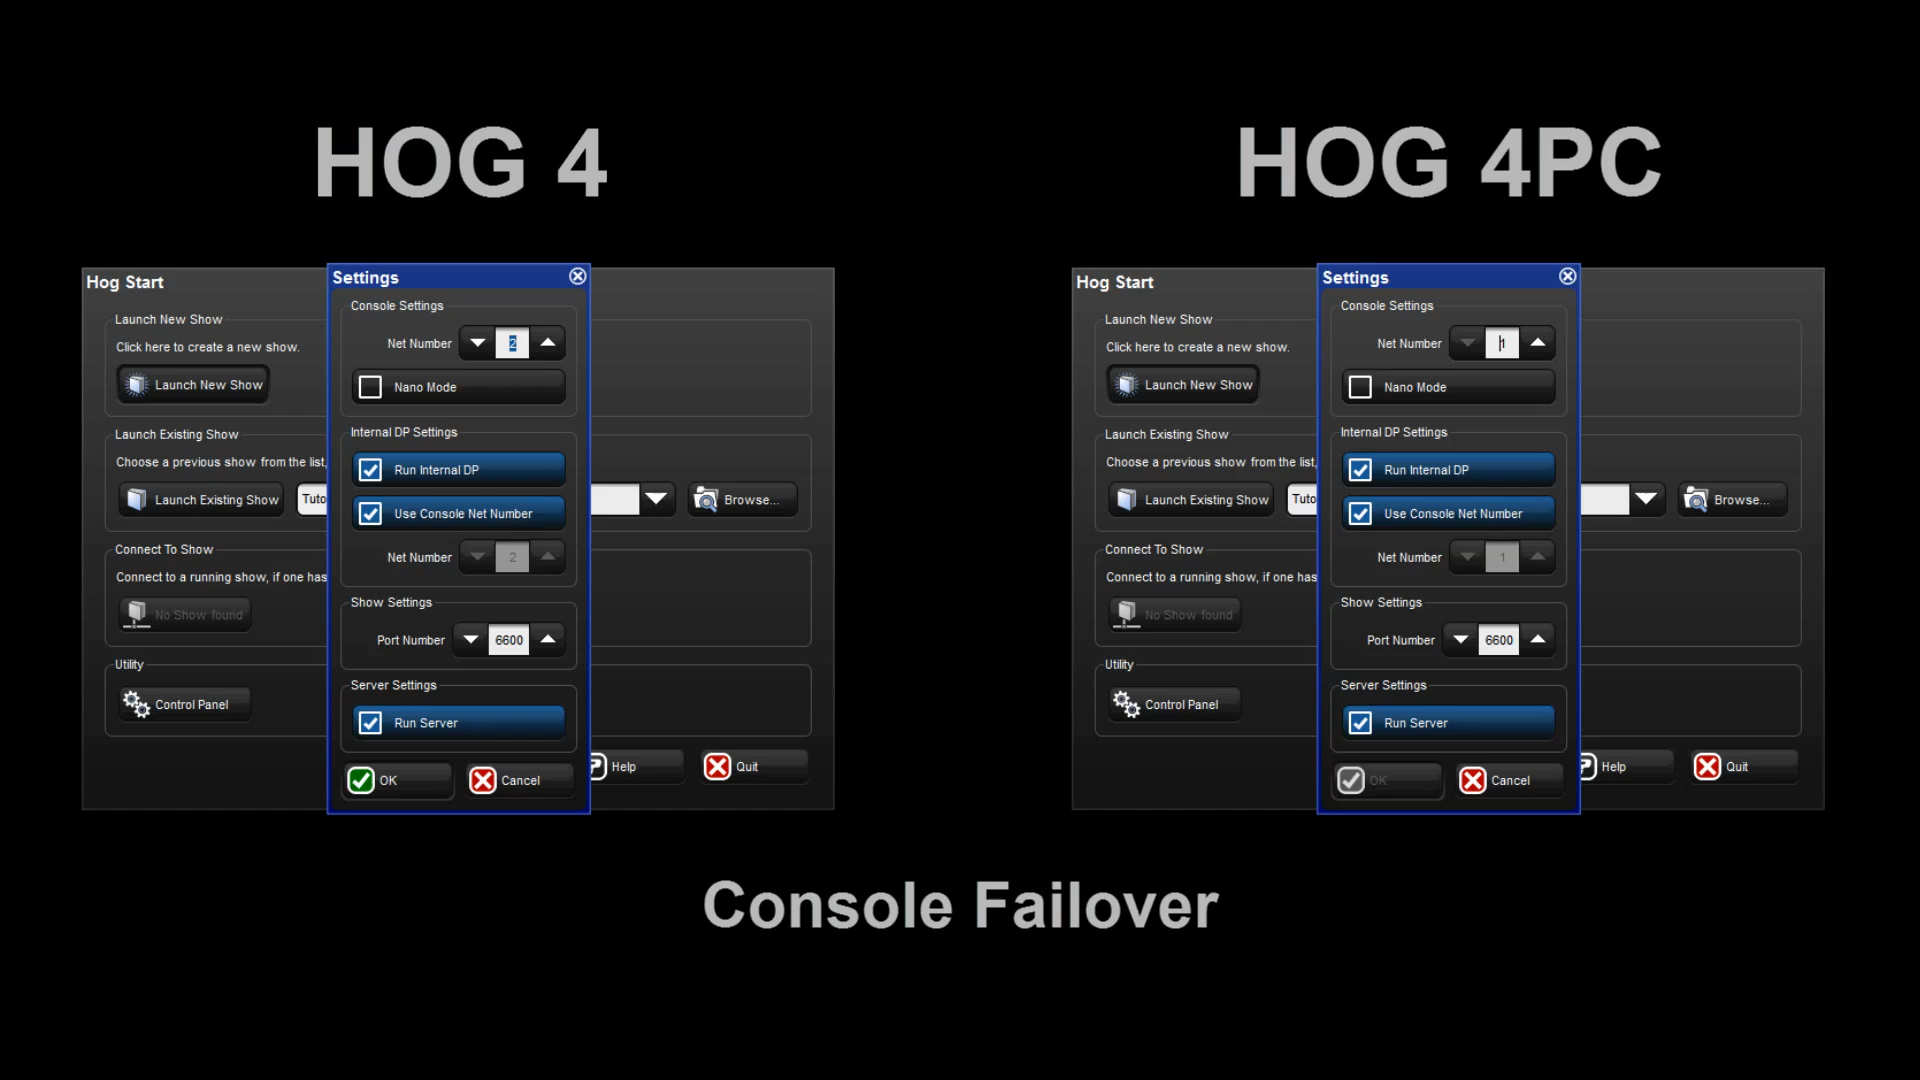 HOG 4
HOG 4PC
Hog Start
Settings
Console Settings
Launch New Show
Net Number 2
Click here to create a new show.
Launch New Show
Nano Mode
Internal DP Settings
Launch Existing Show
Choose a previous show from the list,
Run Internal DP
Launch Existing Show
Tuto
Browse...
Use Console Net Number
Connect To Show
Net Number 2
Connect to a running show, if one has
Show Settings
No Show found
Port Number 6600
Utility
Server Settings
Control Panel
Run Server
OK
Cancel
Help
Quit
Hog Start
Settings
Console Settings
Launch New Show
Net Number 1
Click here to create a new show.
Launch New Show
Nano Mode
Internal DP Settings
Launch Existing Show
Choose a previous show from the list,
Run Internal DP
Launch Existing Show
Tuto
Browse...
Use Console Net Number
Connect To Show
Net Number 1
Connect to a running show, if one has
Show Settings
No Show found
Port Number 6600
Utility
Server Settings
Control Panel
Run Server
OK
Cancel
Help
Quit
Console Failover